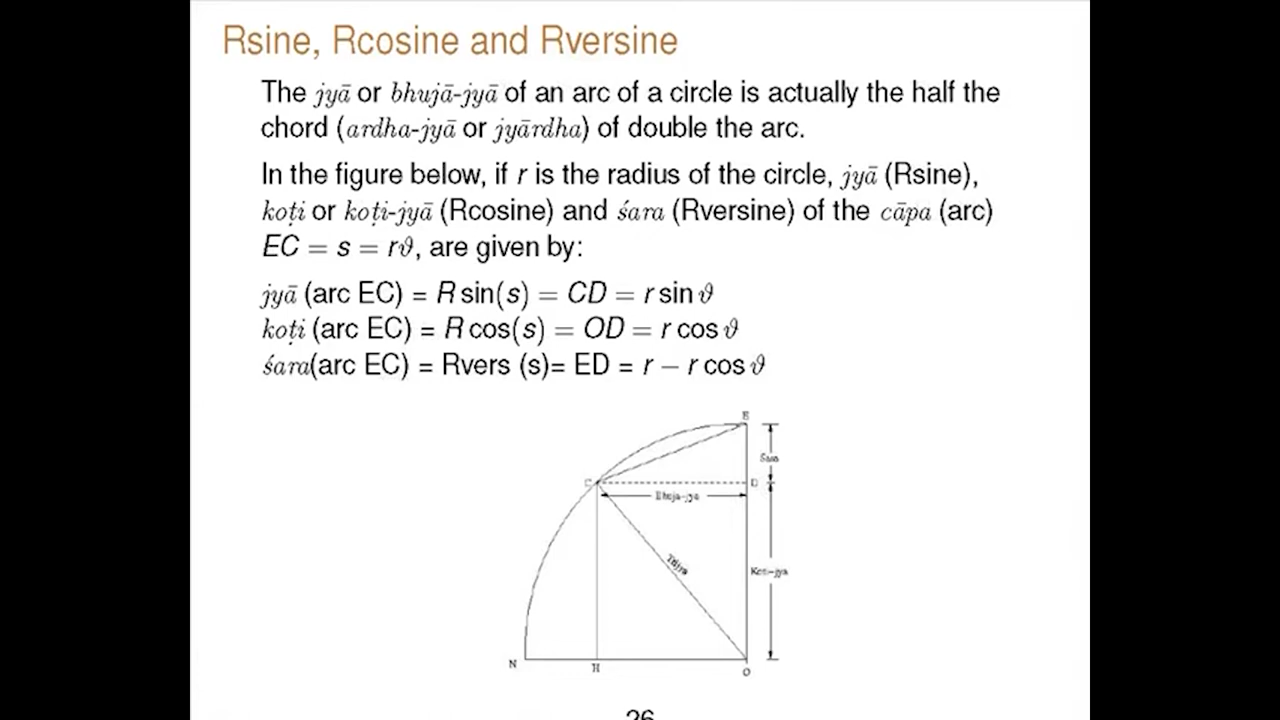 Rsine, Rcosine and Rversine
The jyā or bhujā-jyā of an arc of a circle is actually the half the
chord (ardha-jyā or jyārdha) of double the arc.
In the figure below, if r is the radius of the circle, jyā (Rsine),
koṭi or koṭi-jyā (Rcosine) and śara (Rversine) of the cāpa (arc)
EC = s = rϑ, are given by:
jyā (arc EC) = R sin(s) = CD = r sin ϑ
koṭi (arc EC) = R cos(s) = OD = r cos ϑ
śara(arc EC) = Rvers (s)= ED = r − r cos ϑ
E
Sara
C
D
Bhuja-jya
Trijya
Koti-jya
N
H
O
26